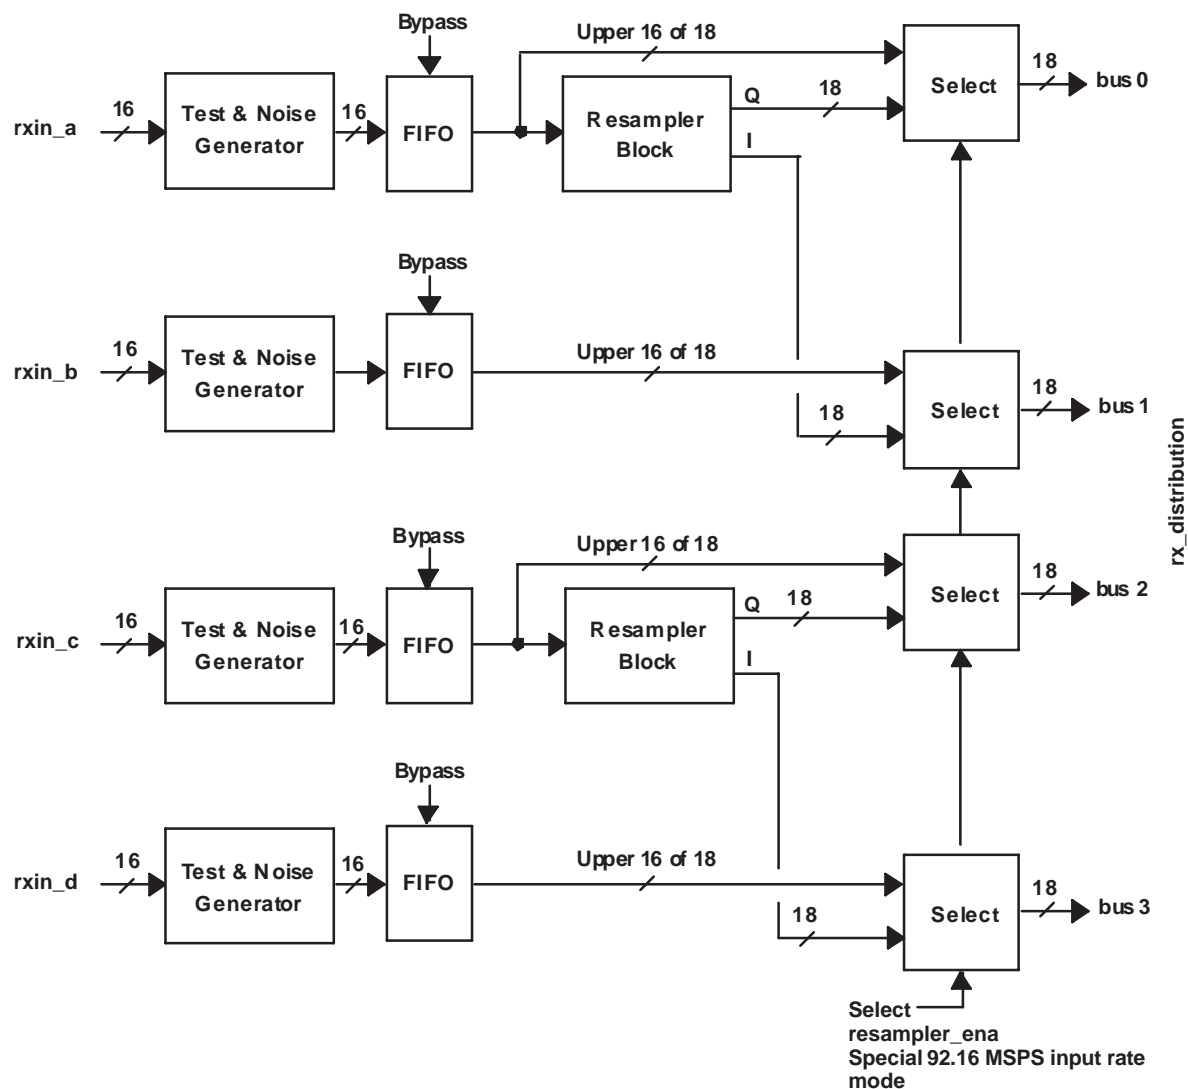 Bypass
Upper 16 of 18
rxin_a
16
Test & Noise
Generator
16
FIFO
Resampler
Block
Q
18
I
Select
18
bus 0
Bypass
rxin_b
16
Test & Noise
Generator
FIFO
Upper 16 of 18
18
Select
18
bus 1
rx_distribution
Bypass
Upper 16 of 18
rxin_c
16
Test & Noise
Generator
16
FIFO
Resampler
Block
Q
18
I
Select
18
bus 2
Bypass
rxin_d
16
Test & Noise
Generator
16
FIFO
Upper 16 of 18
18
Select
18
bus 3
Select
resampler_ena
Special 92.16 MSPS input rate
mode